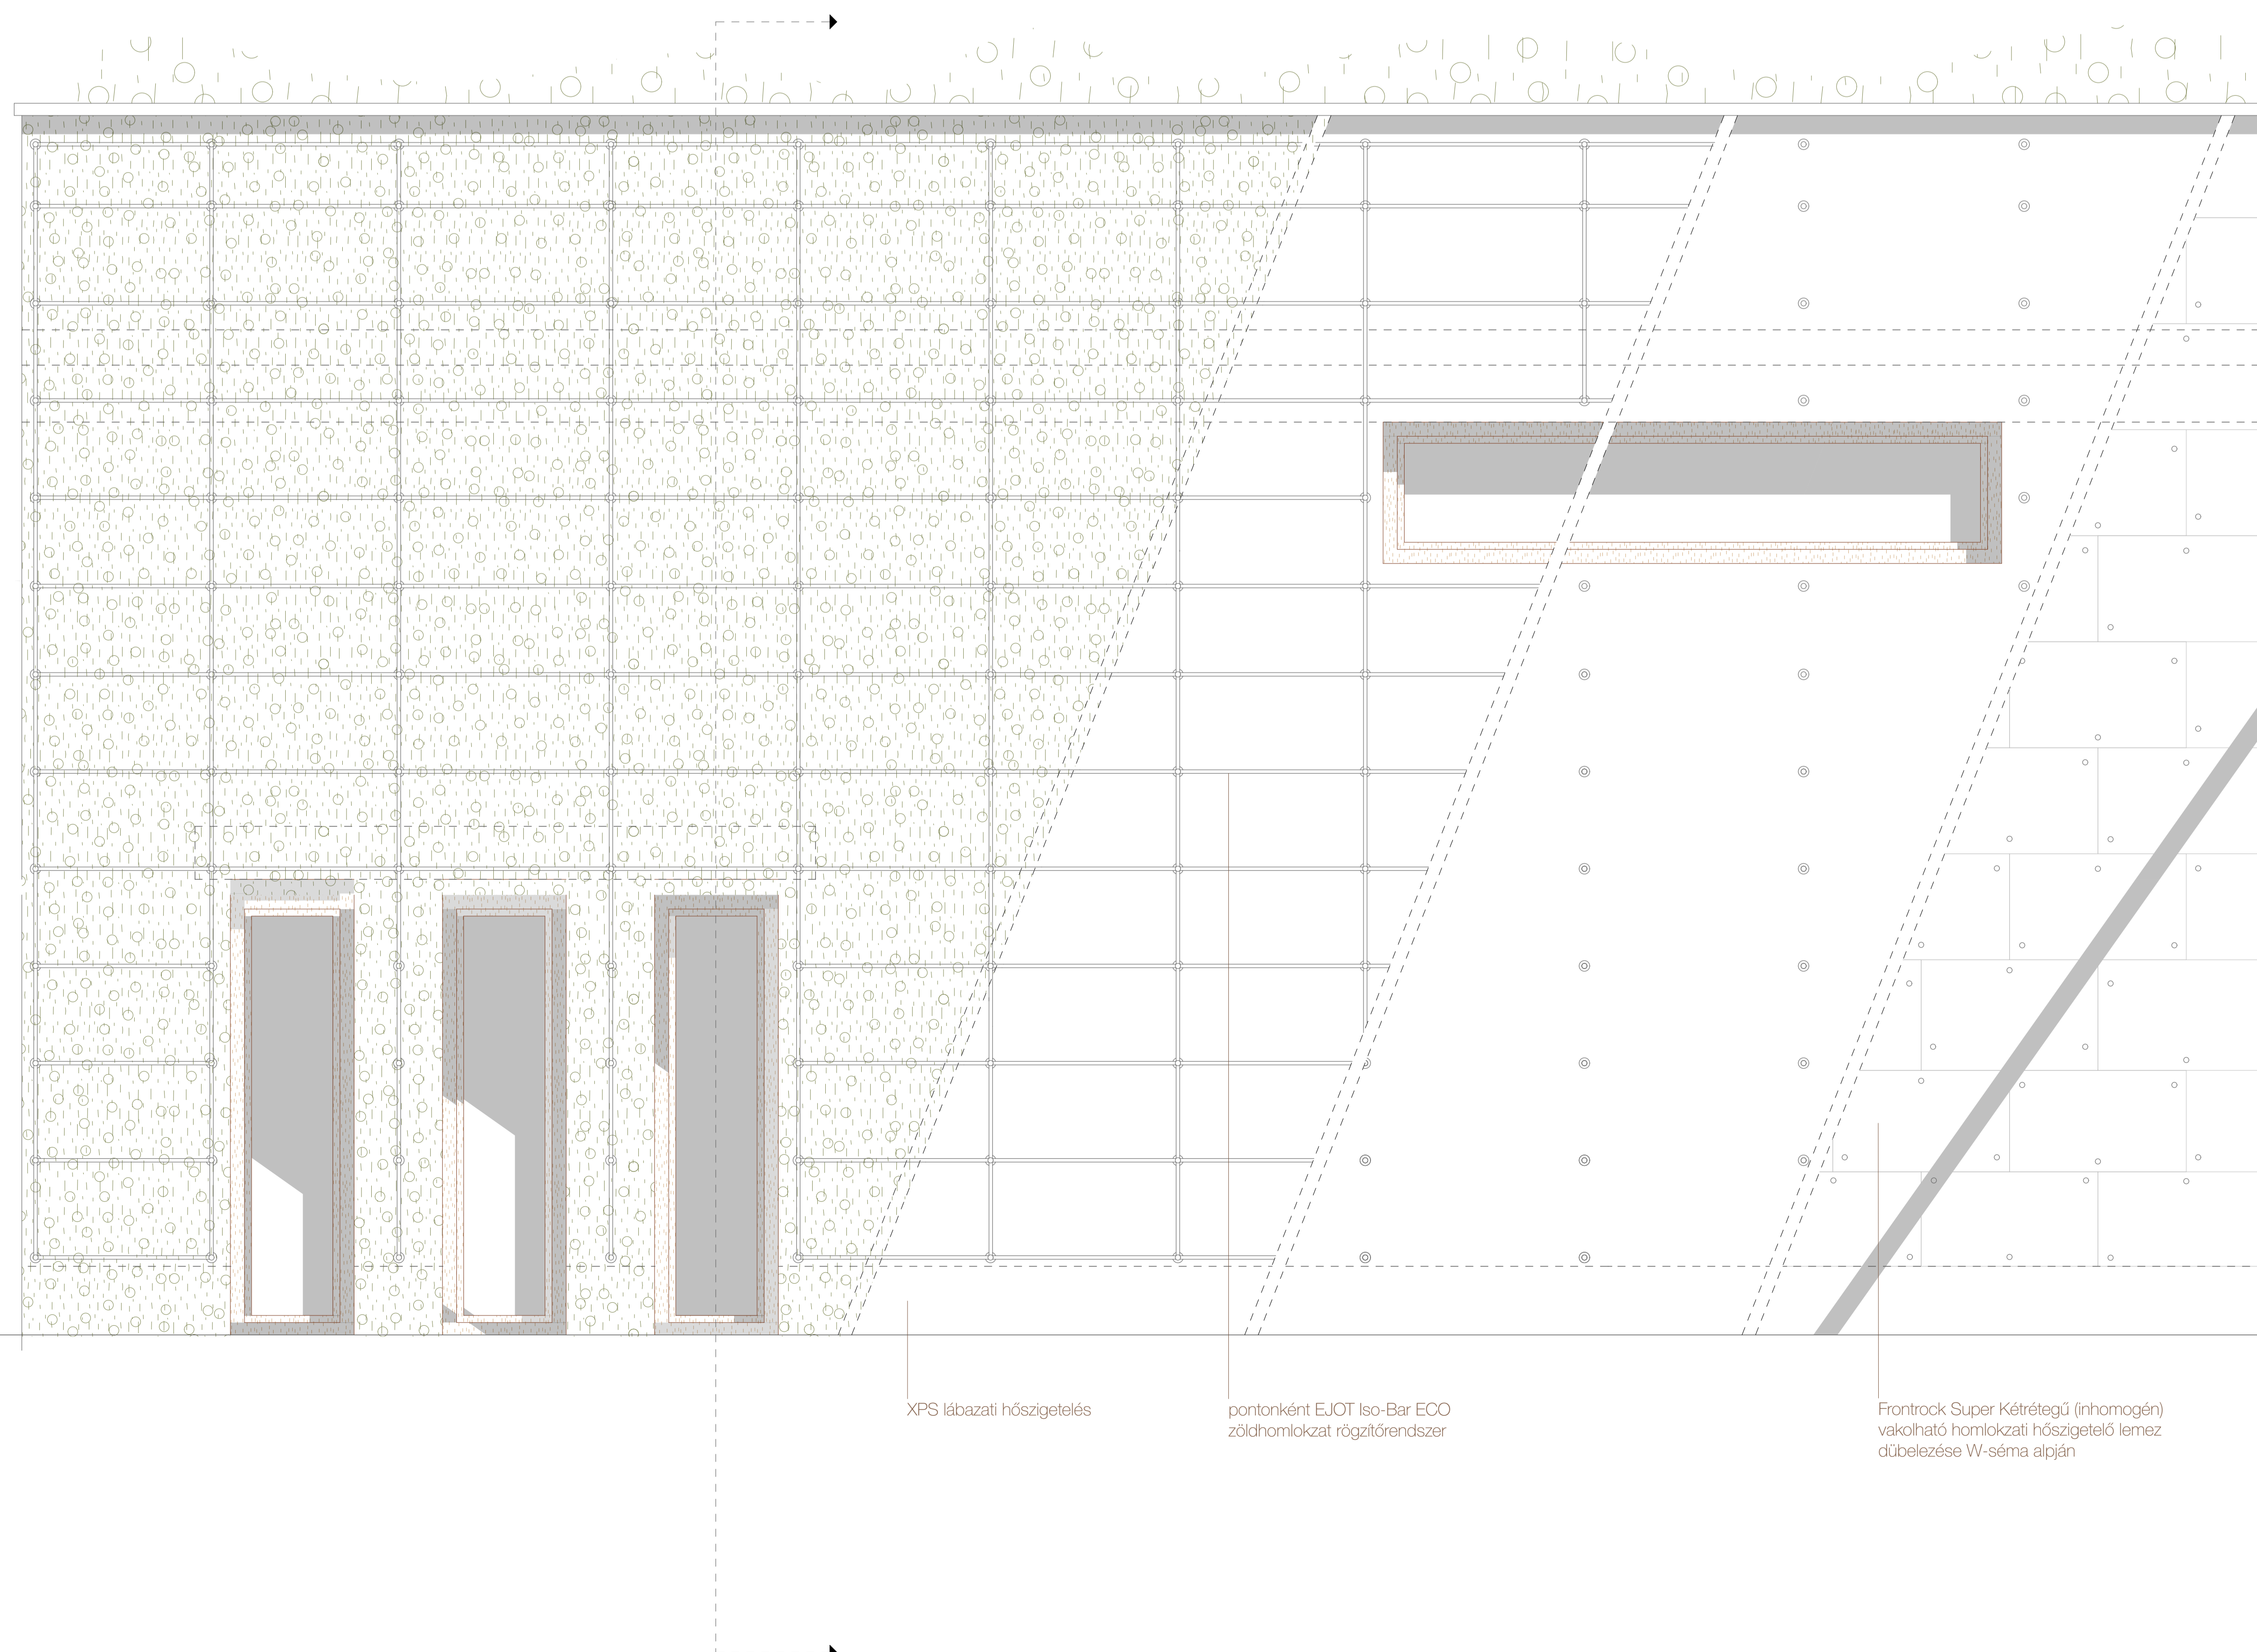 XPS lábazati hőszigetelés
pontonként EJOT Iso-Bar ECO
zöldhomlokzat rögzítőrendszer
Frontrock Super Kétrétegű (inhomogén)
vakolható homlokzati hőszigetelő lemez
dübelezése W-séma alpján